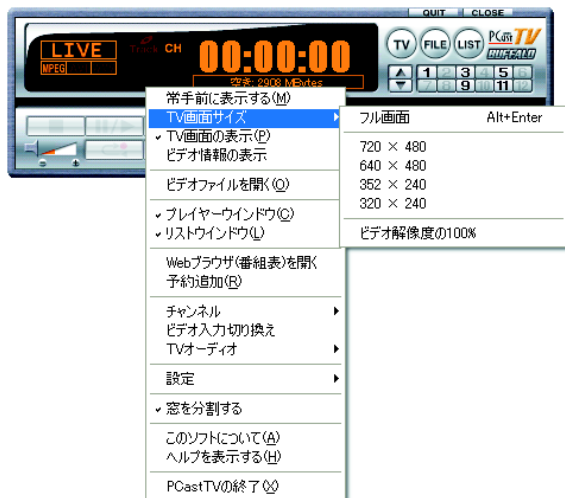 QUIT CLOSE
LIVE Track CH 00:00:00
MPEG
空き: 2908 MBytes
TV FILE LIST PCast TV
BUFFALO
1 2 3 4 5 6
7 8 9 10 11 12
常手前に表示する(M)
TV画面サイズ
TV画面の表示(P)
ビデオ情報の表示
ビデオファイルを開く(O)
プレイヤーウインドウ(C)
リストウインドウ(L)
Webブラウザ(番組表)を開く
予約追加(R)
チャンネル
ビデオ入力切り換え
TVオーディオ
設定
窓を分割する
このソフトについて(A)
ヘルプを表示する(H)
PCastTVの終了(X)
フル画面 Alt+Enter
720 × 480
640 × 480
352 × 240
320 × 240
ビデオ解像度の100%